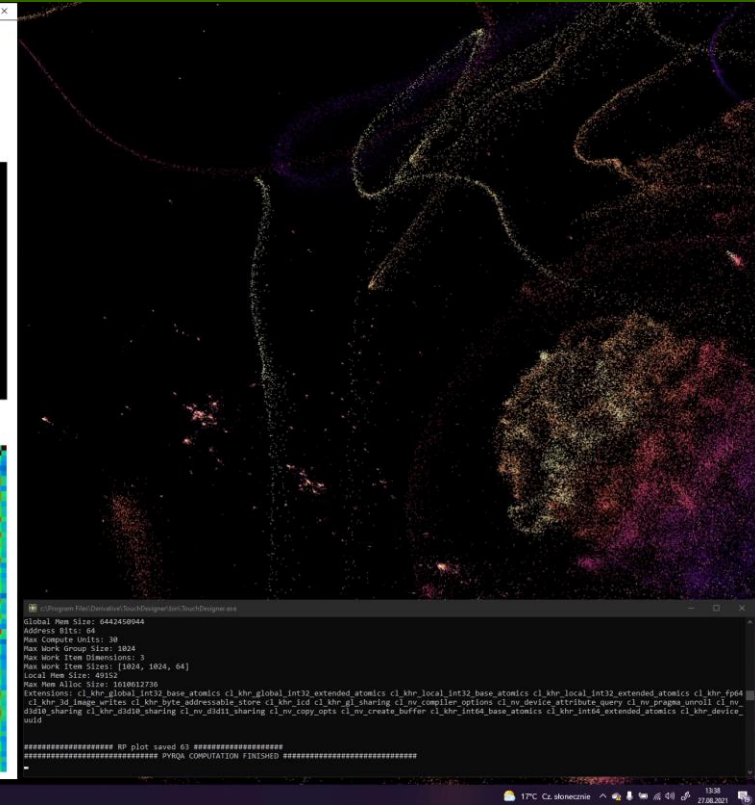 c:\Program Files\Derivative\TouchDesigner\bin\TouchDesigner.exe
Global Mem Size: 6442450944
Address Bits: 64
Max Compute Units: 30
Max Work Group Size: 1024
Max Work Item Dimensions: 3
Max Work Item Sizes: [1024, 1024, 64]
Local Mem Size: 49152
Max Mem Alloc Size: 1610612736
Extensions: cl_khr_global_int32_base_atomics cl_khr_global_int32_extended_atomics cl_khr_local_int32_base_atomics cl_khr_local_int32_extended_atomics cl_khr_fp64
cl_khr_3d_image_writes cl_khr_byte_addressable_store cl_khr_icd cl_khr_gl_sharing cl_nv_compiler_options cl_nv_device_attribute_query cl_nv_pragma_unroll cl_nv_
d3d10_sharing cl_khr_d3d10_sharing cl_nv_d3d11_sharing cl_nv_copy_opts cl_nv_create_buffer cl_khr_int64_base_atomics cl_khr_int64_extended_atomics cl_khr_device_
uuid
#################### RP plot saved 63 ####################
############################## PYRQA COMPUTATION FINISHED ##############################
17°C Cz. słonecznie
13:38
27.08.2021